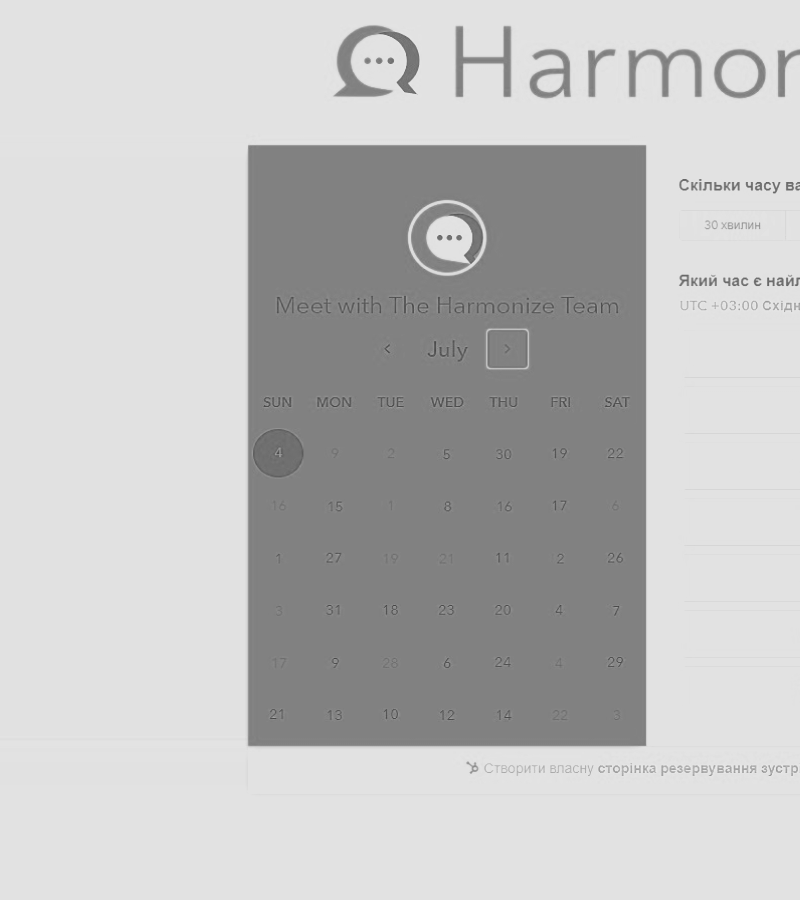 Harmon
Meet with The Harmonize Team
July
SUN MON TUE WED THU FRI SAT
4 9 2 5 30 19 22
16 15 1 8 16 17 6
1 27 19 21 11 2 26
3 31 18 23 20 4 7
17 9 28 6 24 4 29
21 13 10 12 14 22 3
Скільки часу ва
30 хвилин
Який час є найл
UTC +03:00 Східн
Створити власну сторінка резервування зустр